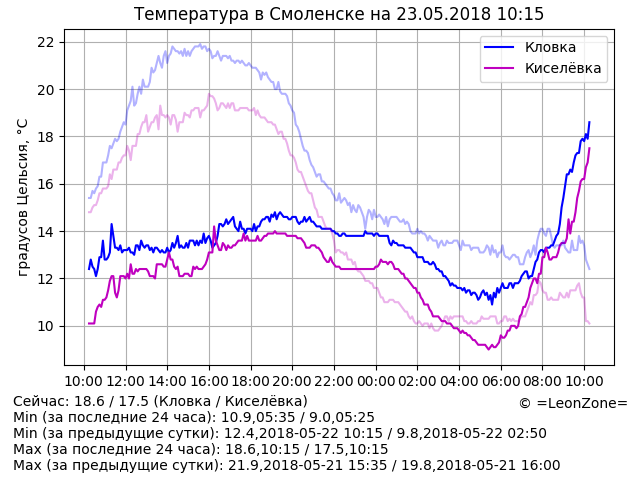 Температура в Смоленске на 23.05.2018 10:15
Кловка
Киселёвка
градусов Цельсия, °C
22
20
18
16
14
12
10
10:00 12:00 14:00 16:00 18:00 20:00 22:00 00:00 02:00 04:00 06:00 08:00 10:00
Сейчас: 18.6 / 17.5 (Кловка / Киселёвка)
© =LeonZone=
Min (за последние 24 часа): 10.9,05:35 / 9.0,05:25
Min (за предыдущие сутки): 12.4,2018-05-22 10:15 / 9.8,2018-05-22 02:50
Max (за последние 24 часа): 18.6,10:15 / 17.5,10:15
Max (за предыдущие сутки): 21.9,2018-05-21 15:35 / 19.8,2018-05-21 16:00